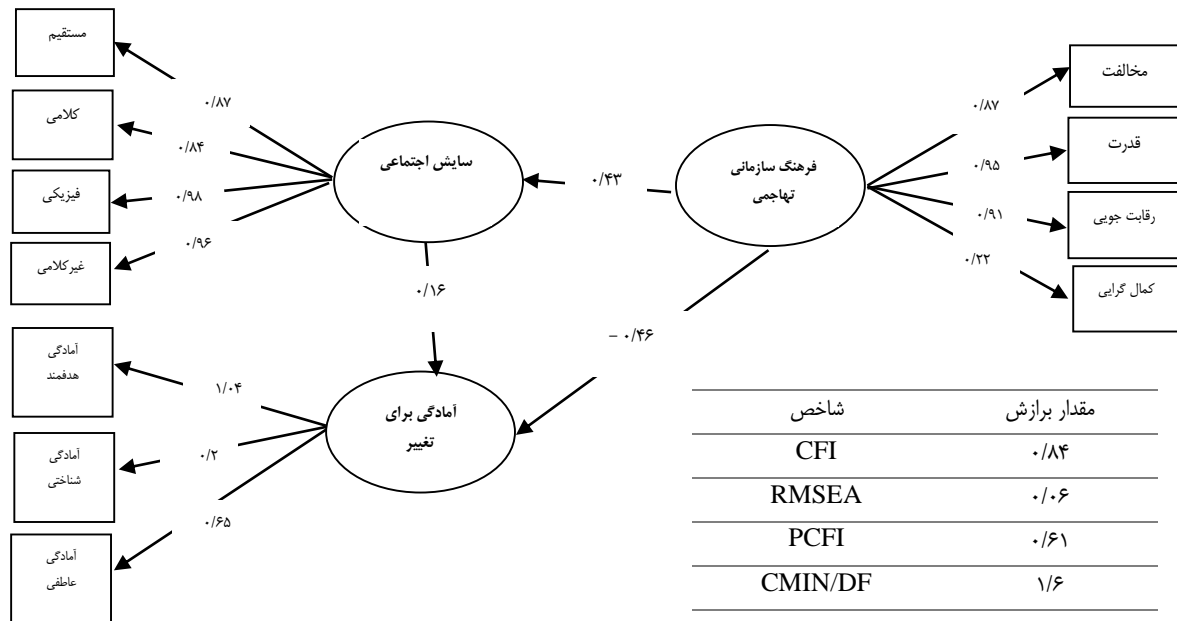 مستقیم
کلامی
فیزیکی
غیرکلامی
۰/۸۷
۰/۸۴
۰/۹۸
۰/۹۶
سایش اجتماعی
۰/۴۳
فرهنگ سازمانی
تهاجمی
۰/۸۷
۰/۹۵
۰/۹۱
۰/۲۲
مخالفت
قدرت
رقابت جویی
کمال گرایی
۰/۱۶
– ۰/۴۶
آمادگی
هدفمند
آمادگی
شناختی
آمادگی
عاطفی
۱/۰۴
۰/۲
۰/۶۵
آمادگی برای
تغییر
شاخص مقدار برازش
CFI ۰/۸۴
RMSEA ۰/۰۶
PCFI ۰/۶۱
CMIN/DF ۱/۶